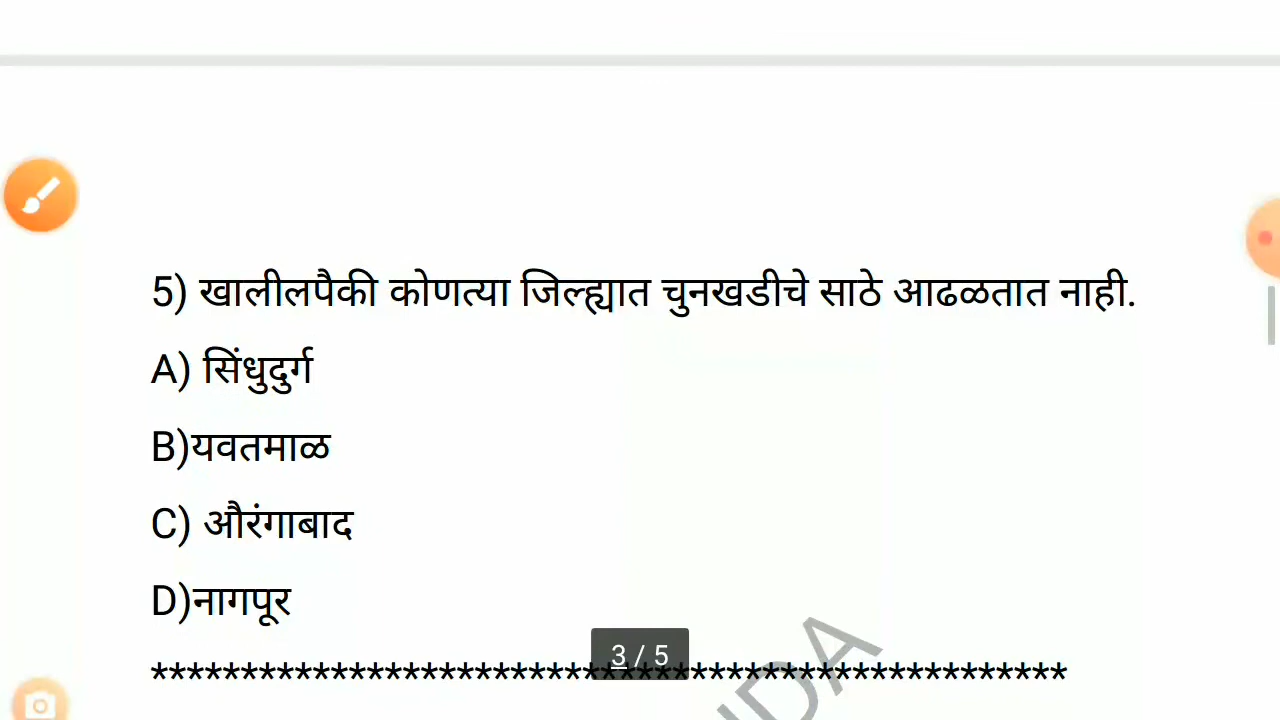 5) खालीलपैकी कोणत्या जिल्ह्यात चुनखडीचे साठे आढळतात नाही.
A) सिंधुदुर्ग
B)यवतमाळ
C) औरंगाबाद
D)नागपूर
3 / 5
***************************************************